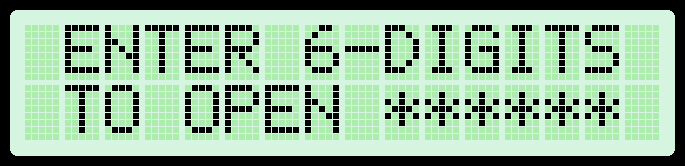 ENTER 6-DIGITS
TO OPEN ******